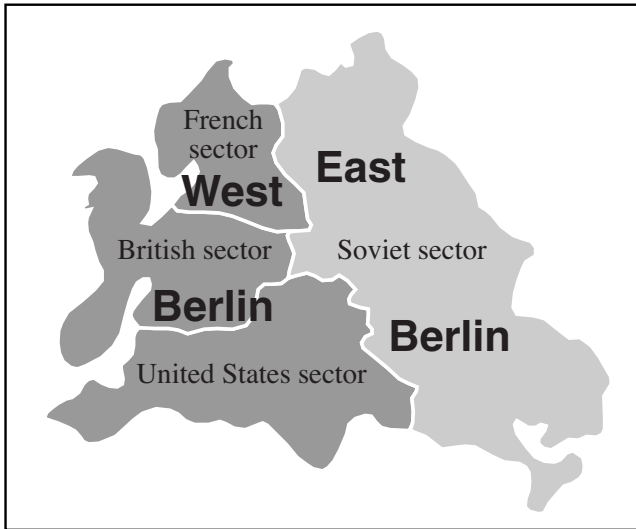 French
sector
West
East
British sector
Soviet sector
Berlin
Berlin
United States sector